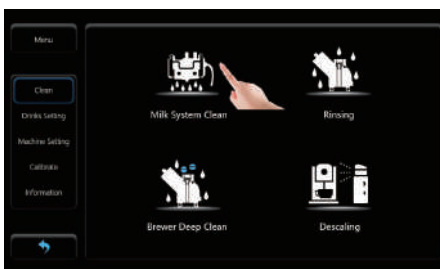 Menu
Clean
Drinks Setting
Machine Setting
Calibrate
Information
Milk System Clean
Rinsing
Brewer Deep Clean
Descaling